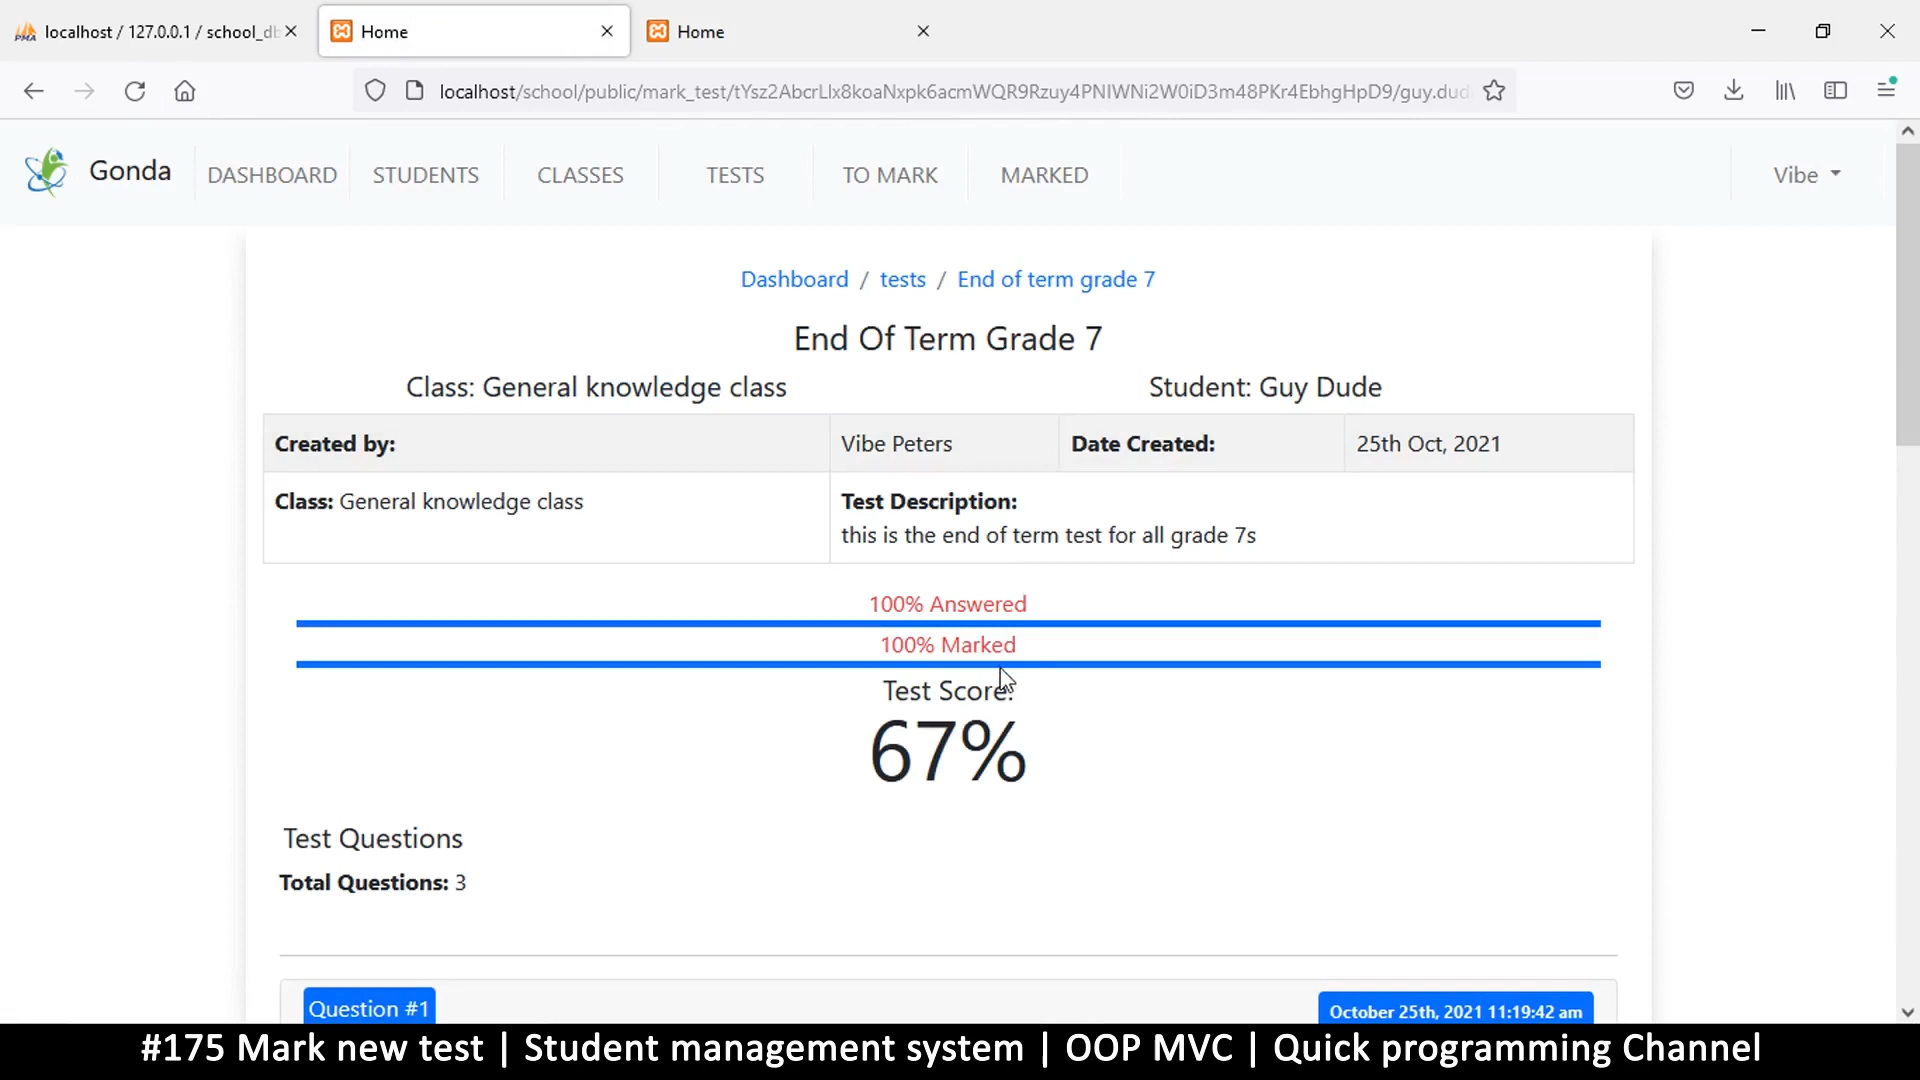 localhost / 127.0.0.1 / school_db
Home
Home
localhost/school/public/mark_test/tYsz2AbcrLlx8koaNxpk6acmWQR9Rzuy4PNIWNi2W0iD3m48PKr4EbhgHpD9/guy.dud
Gonda
DASHBOARD
STUDENTS
CLASSES
TESTS
TO MARK
MARKED
Vibe
Dashboard / tests / End of term grade 7
End Of Term Grade 7
Class: General knowledge class
Student: Guy Dude
Created by:
Vibe Peters
Date Created:
25th Oct, 2021
Class: General knowledge class
Test Description:
this is the end of term test for all grade 7s
100% Answered
100% Marked
Test Score:
67%
Test Questions
Total Questions: 3
Question #1
October 25th, 2021 11:19:42 am
#175 Mark new test | Student management system | OOP MVC | Quick programming Channel